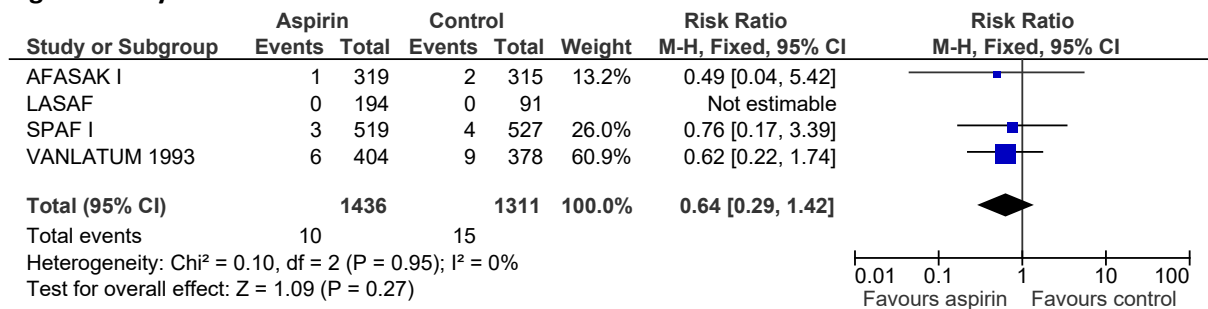 Aspirin Control Risk Ratio Risk Ratio
Study or Subgroup Events Total Events Total Weight M-H, Fixed, 95% CI M-H, Fixed, 95% CI
AFASAK I 1 319 2 315 13.2% 0.49 [0.04, 5.42]
LASAF 0 194 0 91 Not estimable
SPAF I 3 519 4 527 26.0% 0.76 [0.17, 3.39]
VANLATUM 1993 6 404 9 378 60.9% 0.62 [0.22, 1.74]
Total (95% CI) 1436 1311 100.0% 0.64 [0.29, 1.42]
Total events 10 15
Heterogeneity: Chi² = 0.10, df = 2 (P = 0.95); I² = 0%
Test for overall effect: Z = 1.09 (P = 0.27)
0.01 0.1 1 10 100
Favours aspirin Favours control